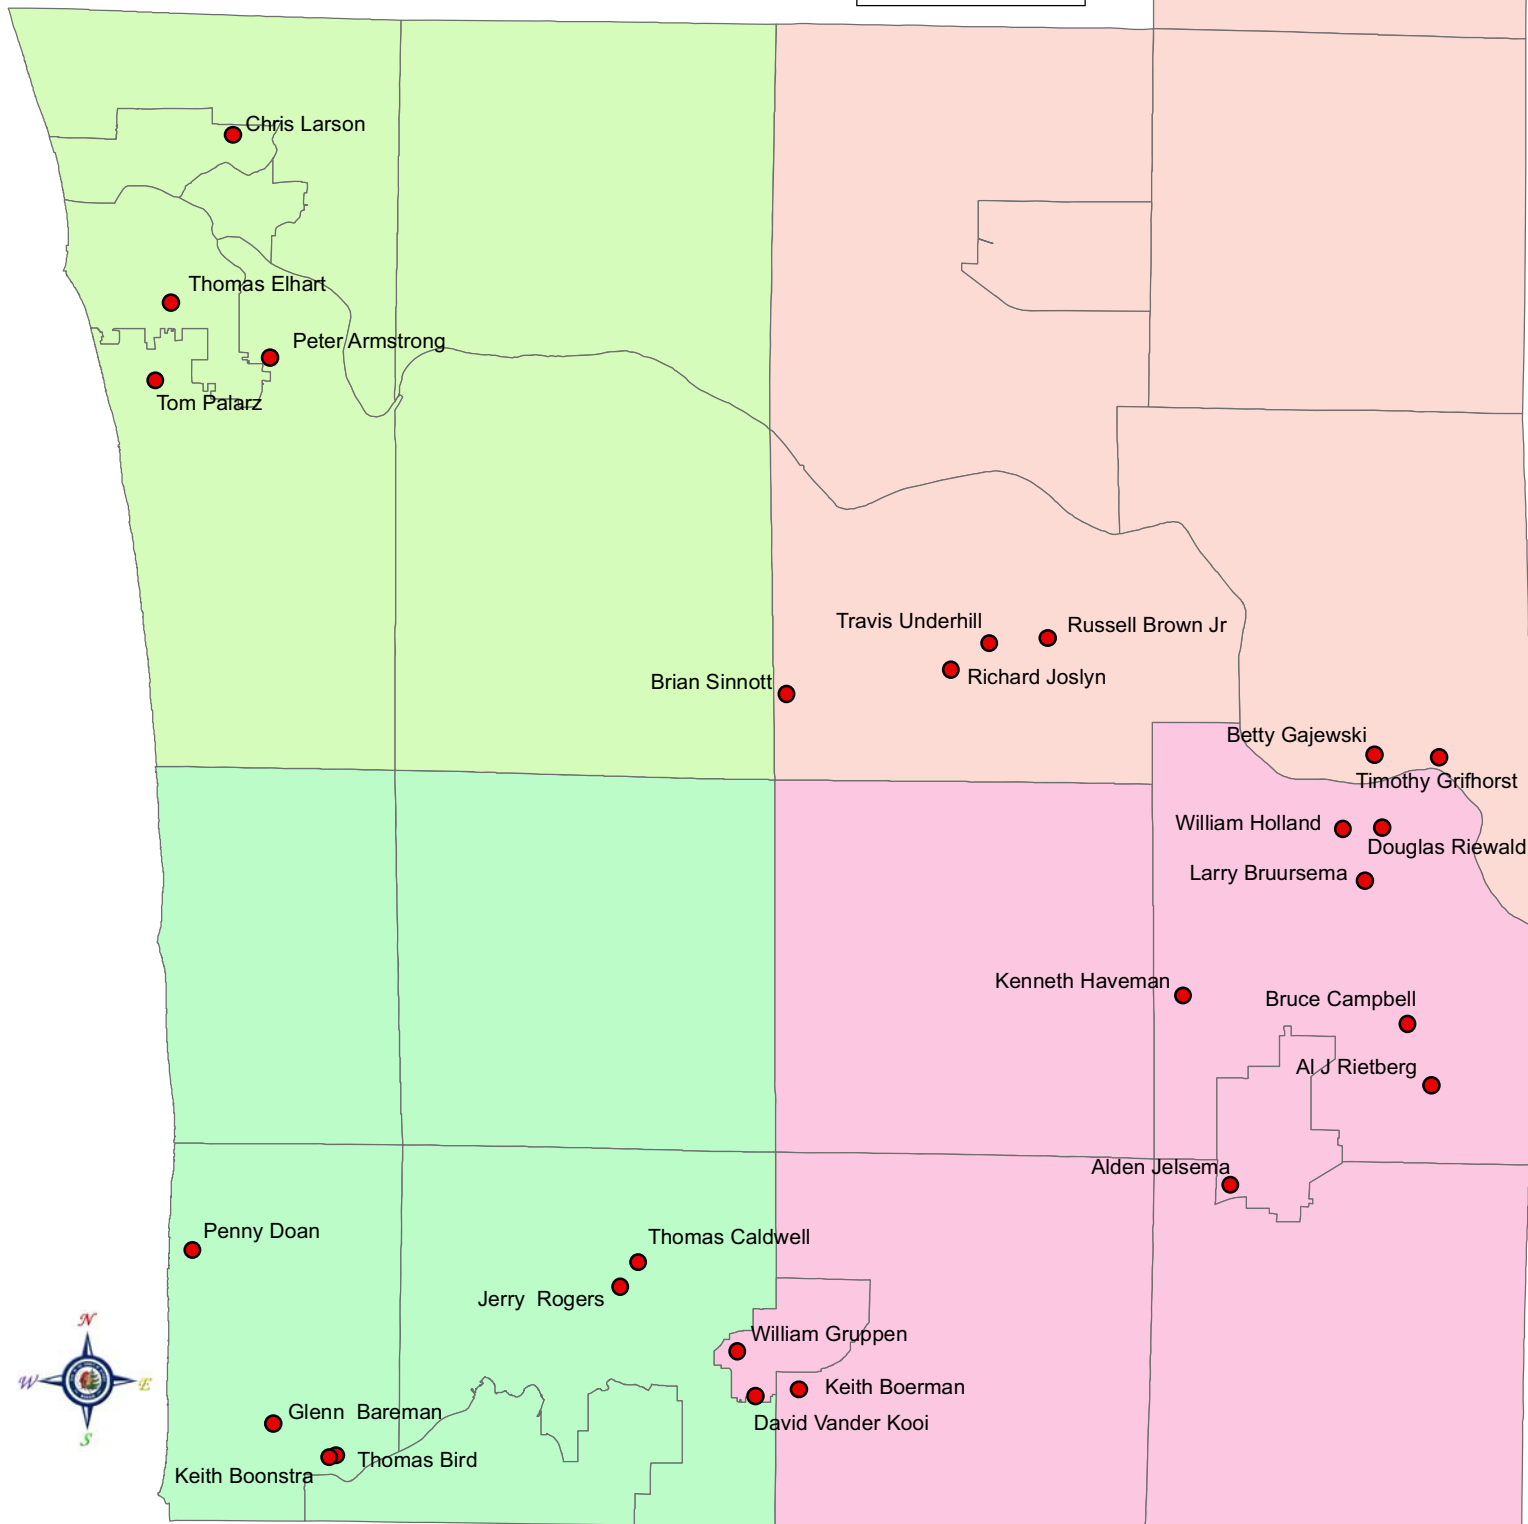 Chris Larson
Thomas Elhart
Peter Armstrong
Tom Palarz
Travis Underhill
Russell Brown Jr
Richard Joslyn
Brian Sinnott
Betty Gajewski
Timothy Grifhorst
William Holland
Douglas Riewald
Larry Bruursema
Kenneth Haveman
Bruce Campbell
Al J Rietberg
Alden Jelsema
Penny Doan
Thomas Caldwell
Jerry  Rogers
N
William Gruppen
W
E
Keith Boerman
Glenn  Bareman
David Vander Kooi
S
Thomas Bird
Keith Boonstra